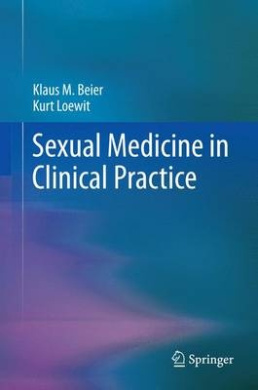 Klaus M. Beier
Kurt Loewit
Sexual Medicine in
Clinical Practice
Springer